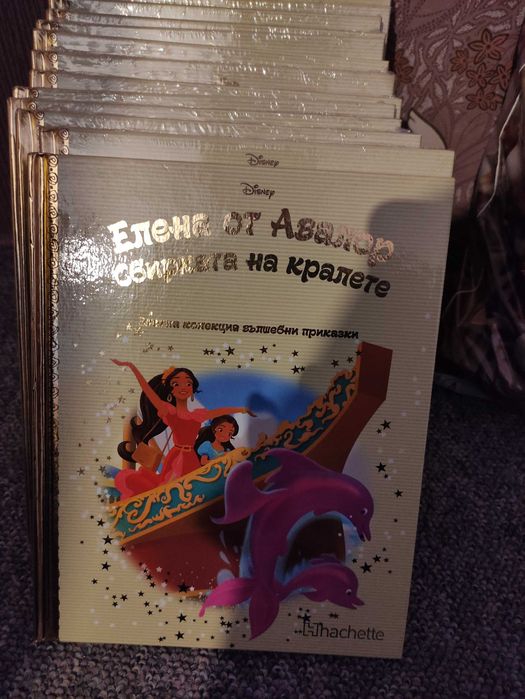 Disney
Disney
Елена от Авалор
Сбирката на кралете
Златна колекция вълшебни приказки
hachette